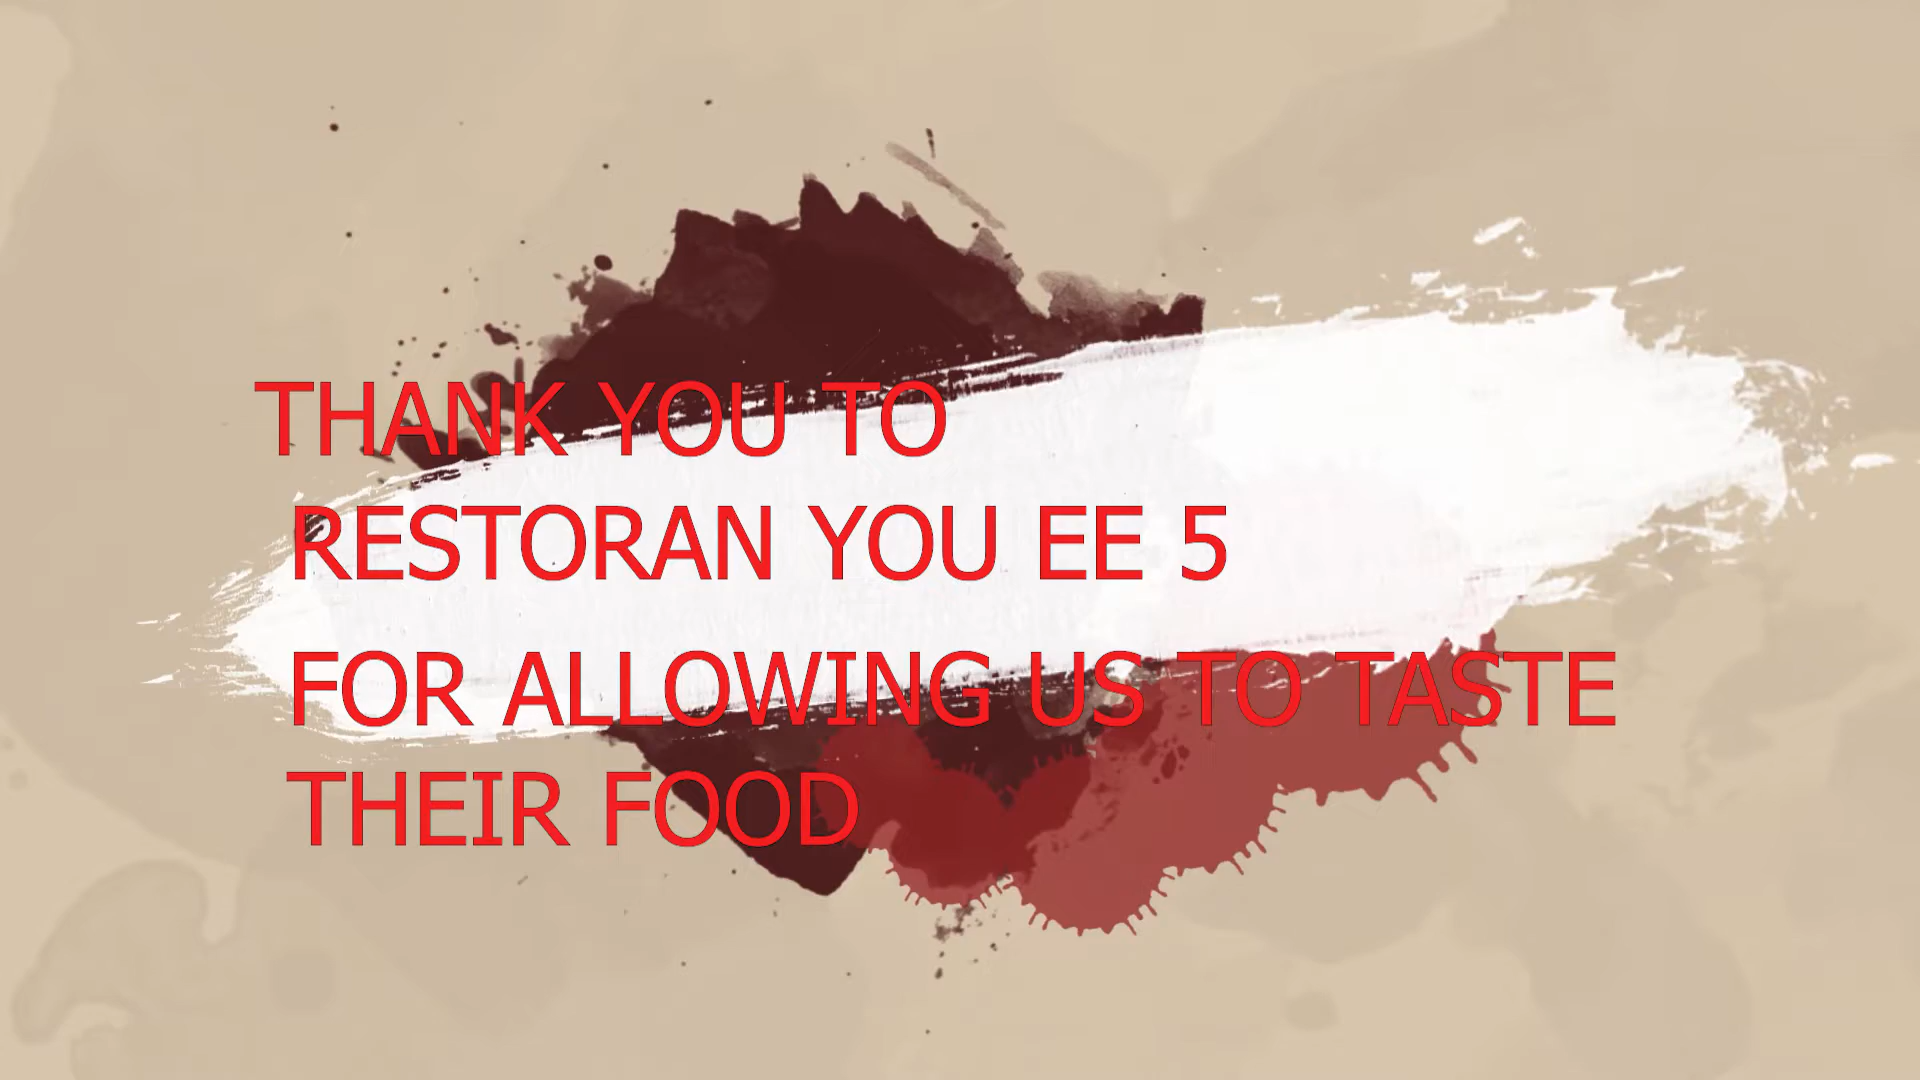 THANK YOU TO
RESTORAN YOU EE 5
FOR ALLOWING US TO TASTE
THEIR FOOD